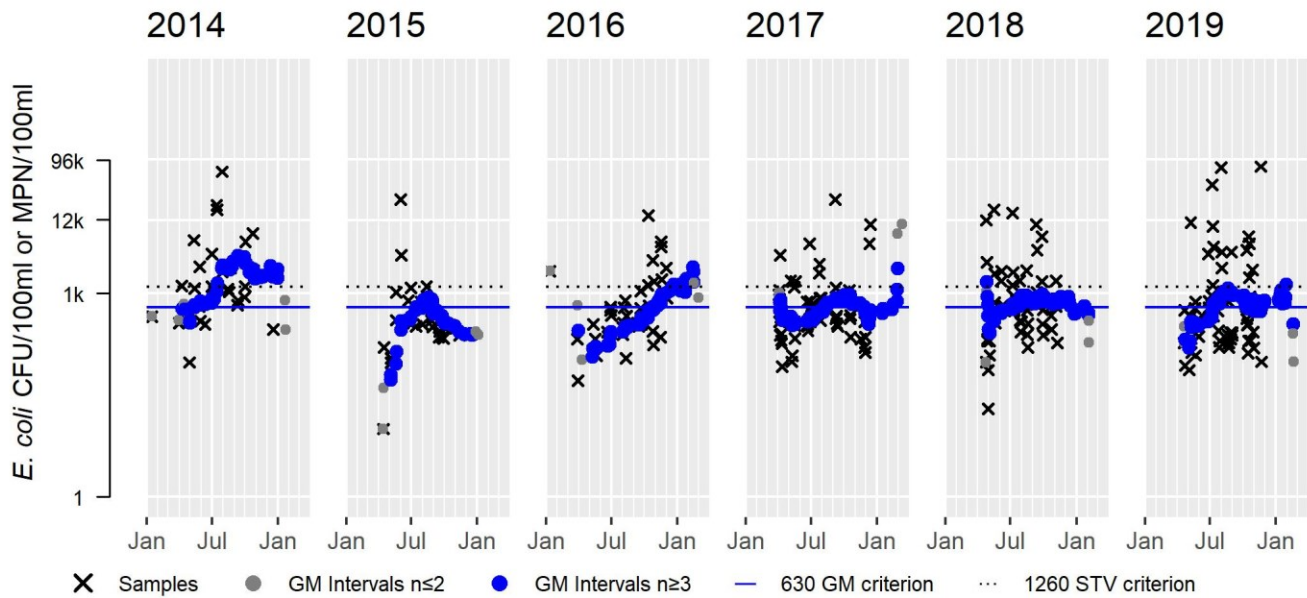 2014 2015 2016 2017 2018 2019
E. coli CFU/100ml or MPN/100ml
96k
12k
1k
1
Jan Jul Jan Jan Jul Jan Jan Jul Jan Jan Jul Jan Jan Jul Jan Jan Jul Jan
Samples GM Intervals n≤2 GM Intervals n≥3 630 GM criterion 1260 STV criterion